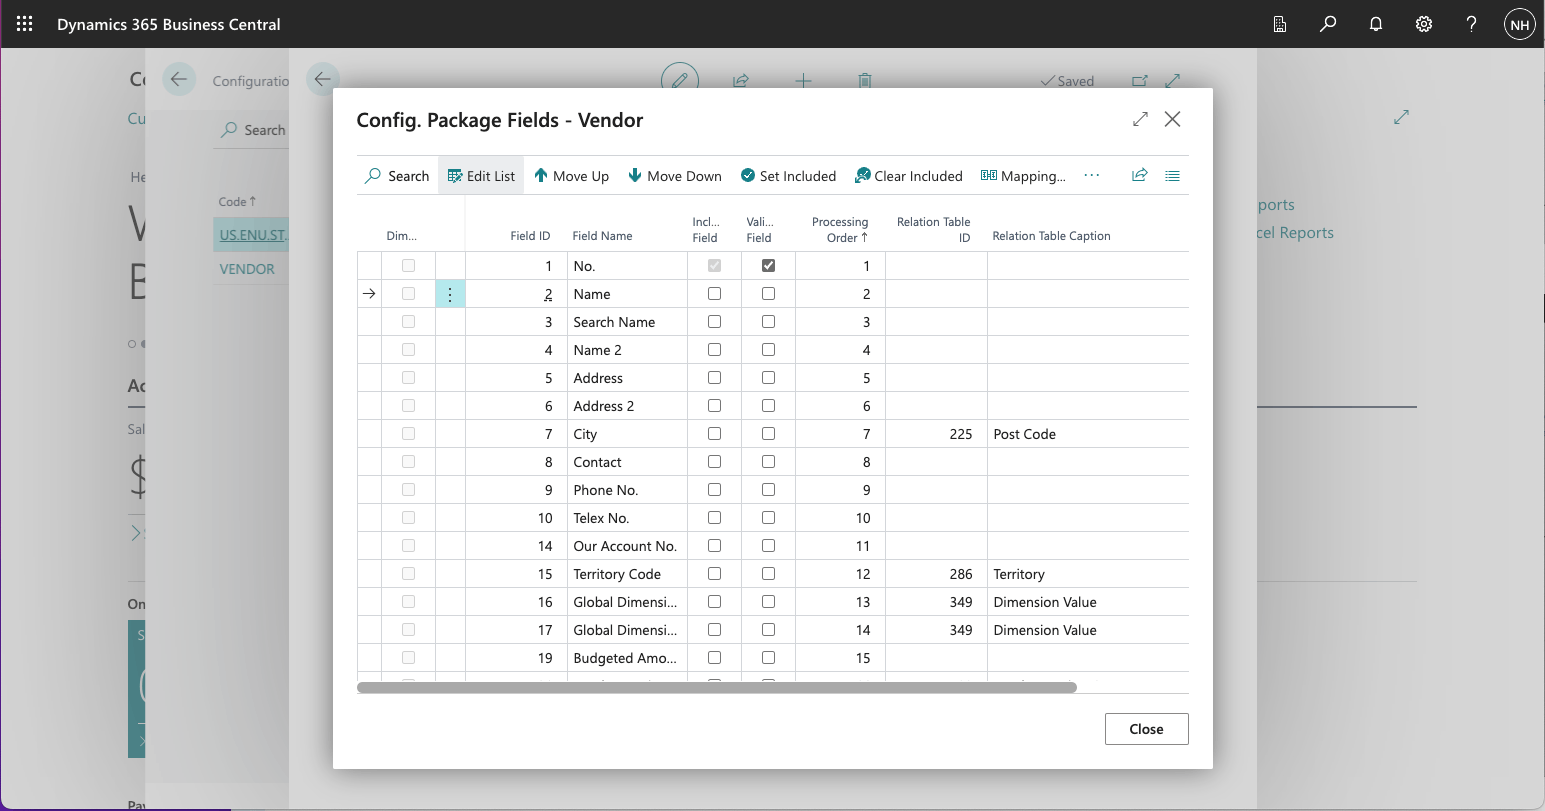 Dynamics 365 Business Central
NH
Configuratio
Saved
Search
Code ↑
US.ENU.ST...
VENDOR
Cu
He
Sal
On
ports
cel Reports
Config. Package Fields - Vendor
Search Edit List Move Up Move Down Set Included Clear Included Mapping... ...
Dim... Field ID Field Name Incl... Field Vali... Field Processing Order ↑ Relation Table ID Relation Table Caption
1 No. 1
2 Name 2
3 Search Name 3
4 Name 2 4
5 Address 5
6 Address 2 6
7 City 7 225 Post Code
8 Contact 8
9 Phone No. 9
10 Telex No. 10
14 Our Account No. 11
15 Territory Code 12 286 Territory
16 Global Dimensi... 13 349 Dimension Value
17 Global Dimensi... 14 349 Dimension Value
19 Budgeted Amo... 15
Close